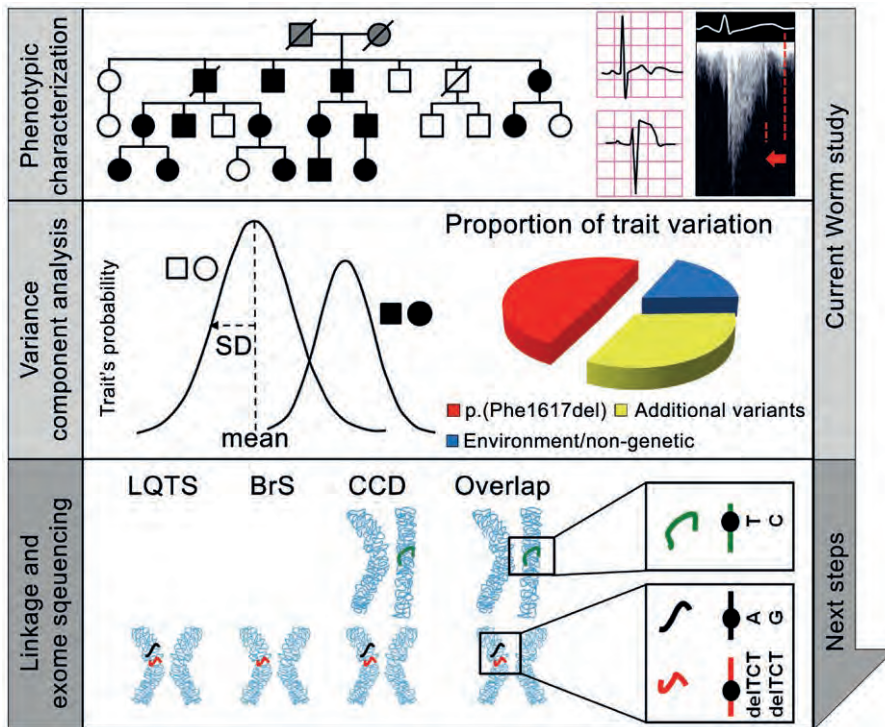 Phenotypic
characterization
Current Worm study
Variance
component analysis
Trait's probability
SD
mean
Proportion of trait variation
p.(Phe1617del)
Additional variants
Environment/non-genetic
Linkage and
exome sqeuencing
LQTS
BrS
CCD
Overlap
T
C
A
G
delTCT
delTCT
Next steps